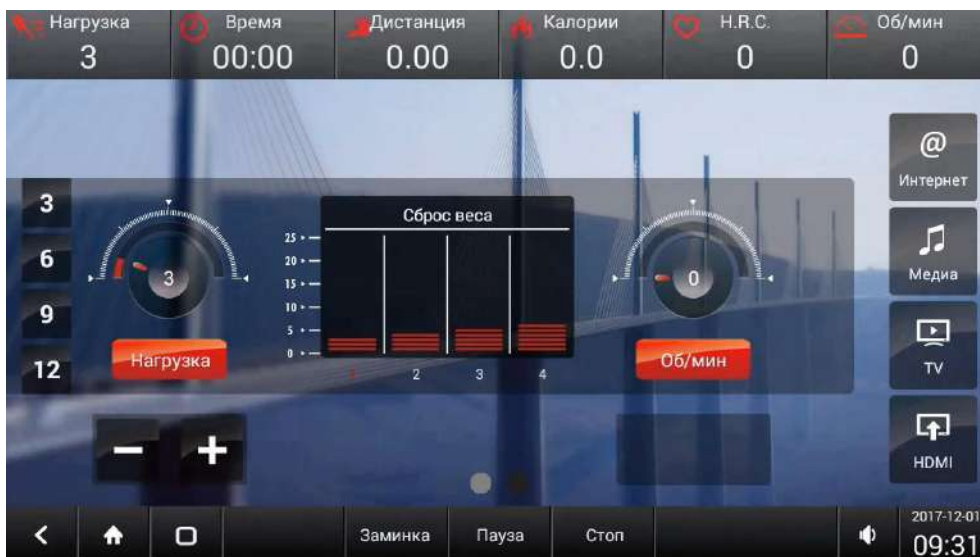 Нагрузка
3
Время
00:00
Дистанция
0.00
Калории
0.0
H.R.C.
0
Об/мин
0
3
6
9
12
3
Нагрузка
Сброс веса
25
20
15
10
5
0
1
2
3
4
0
Об/мин
@
Интернет
Медиа
TV
HDMI
Заминка
Пауза
Стоп
2017-12-01
09:31